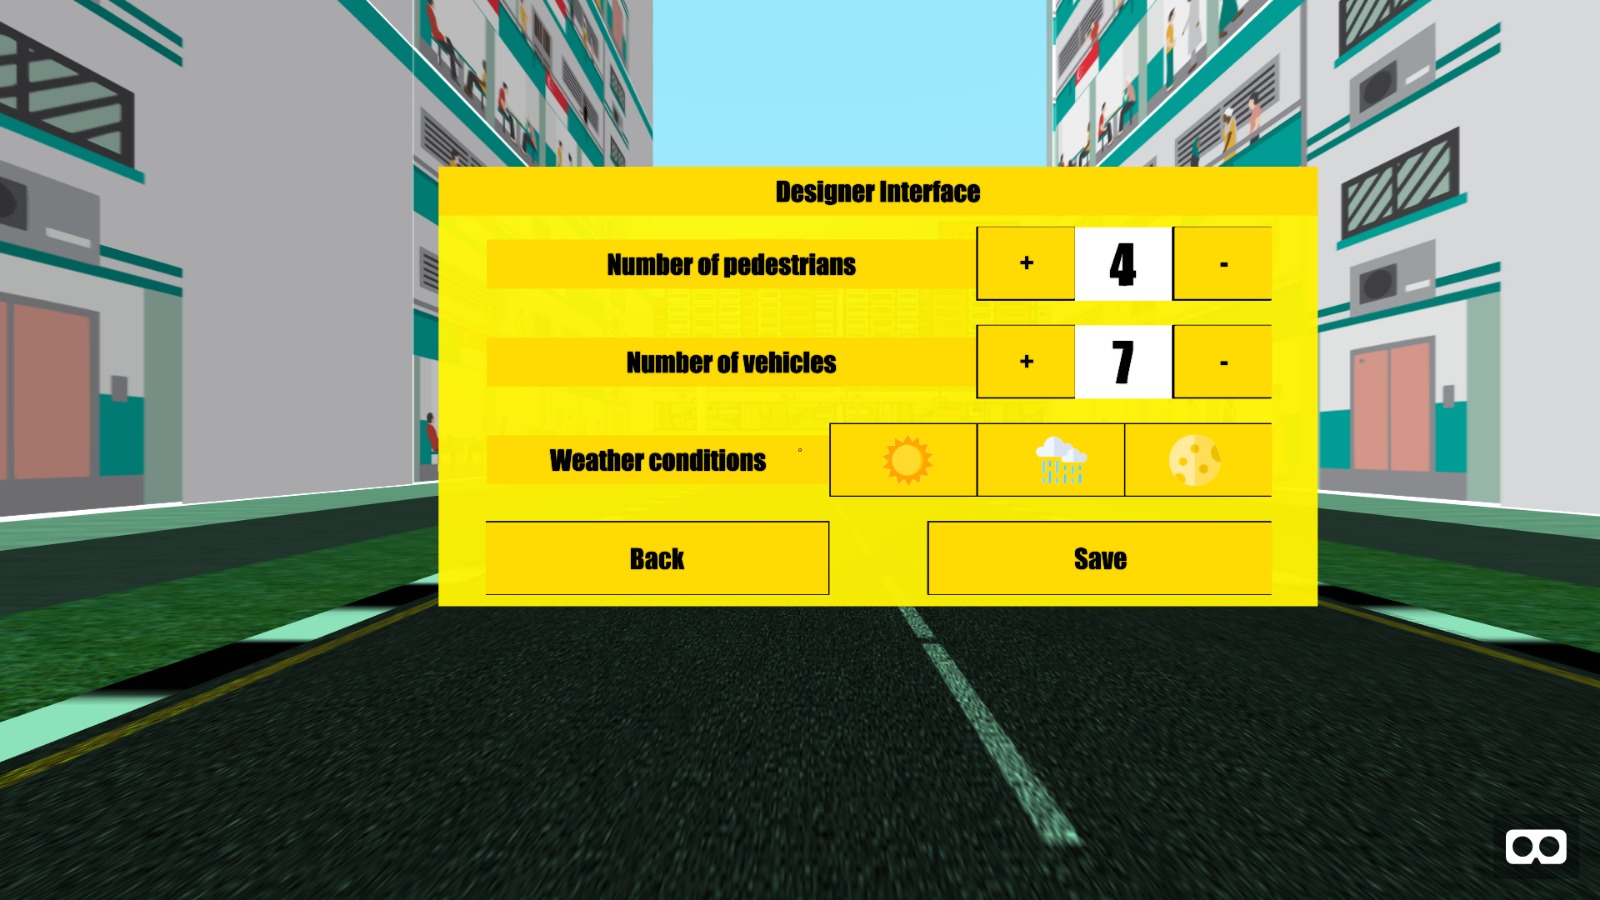 Designer Interface
Number of pedestrians + 4 -
Number of vehicles + 7 -
Weather conditions
Back Save